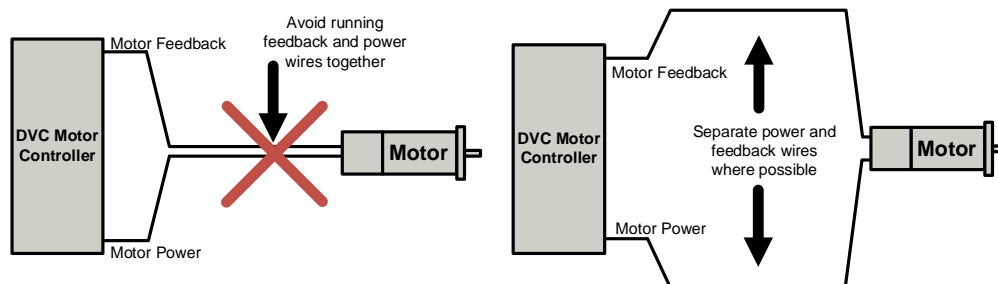 Avoid running
feedback and power
wires together
Motor Feedback
DVC Motor
Controller
Motor
Motor Power
Motor Feedback
DVC Motor
Controller
Separate power and
feedback wires
where possible
Motor
Motor Power